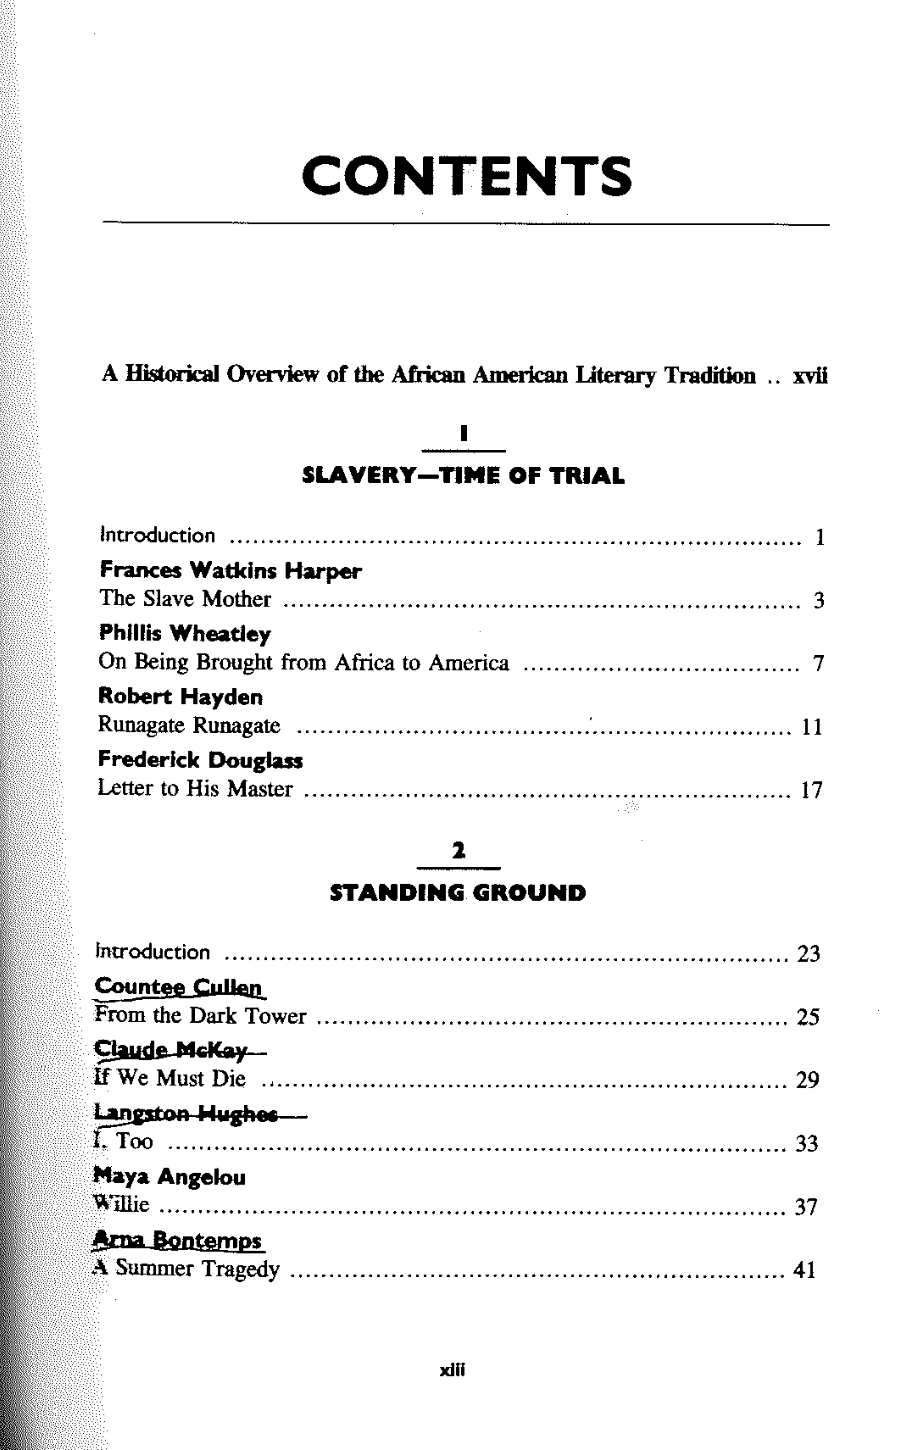 CONTENTS
A Historical Overview of the African American Literary Tradition .. xvii
1
SLAVERY—TIME OF TRIAL
Introduction ........................................................................ 1
Frances Watkins Harper
The Slave Mother .................................................................. 3
Phillis Wheatley
On Being Brought from Africa to America ................................... 7
Robert Hayden
Runagate Runagate ............................................................... 11
Frederick Douglass
Letter to His Master .............................................................. 17
2
STANDING GROUND
Introduction ........................................................................ 23
Countee Cullen
From the Dark Tower ............................................................ 25
Claude McKay
If We Must Die ................................................................... 29
Langston Hughes
I, Too ............................................................................... 33
Maya Angelou
Willie ................................................................................ 37
Arna Bontemps
A Summer Tragedy ............................................................... 41
xiii